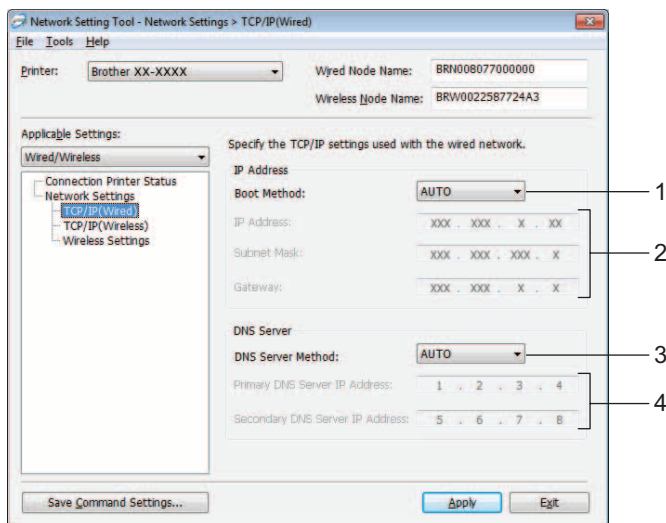 Network Setting Tool - Network Settings > TCP/IP(Wired)
File Tools Help
Printer: Brother XX-XXXX Wired Node Name: BRN008077000000
Wireless Node Name: BRW0022587724A3
Applicable Settings:
Wired/Wireless
Connection Printer Status
Network Settings
TCP/IP(Wired)
TCP/IP(Wireless)
Wireless Settings
Specify the TCP/IP settings used with the wired network.
IP Address
Boot Method: AUTO 1
IP Address: XXX . XXX . X . XX
Subnet Mask: XXX . XXX . XXX . X 2
Gateway: XXX . XXX . X . X
DNS Server
DNS Server Method: AUTO 3
Primary DNS Server IP Address: 1 . 2 . 3 . 4
4
Secondary DNS Server IP Address: 5 . 6 . 7 . 8
Save Command Settings... Apply Exit